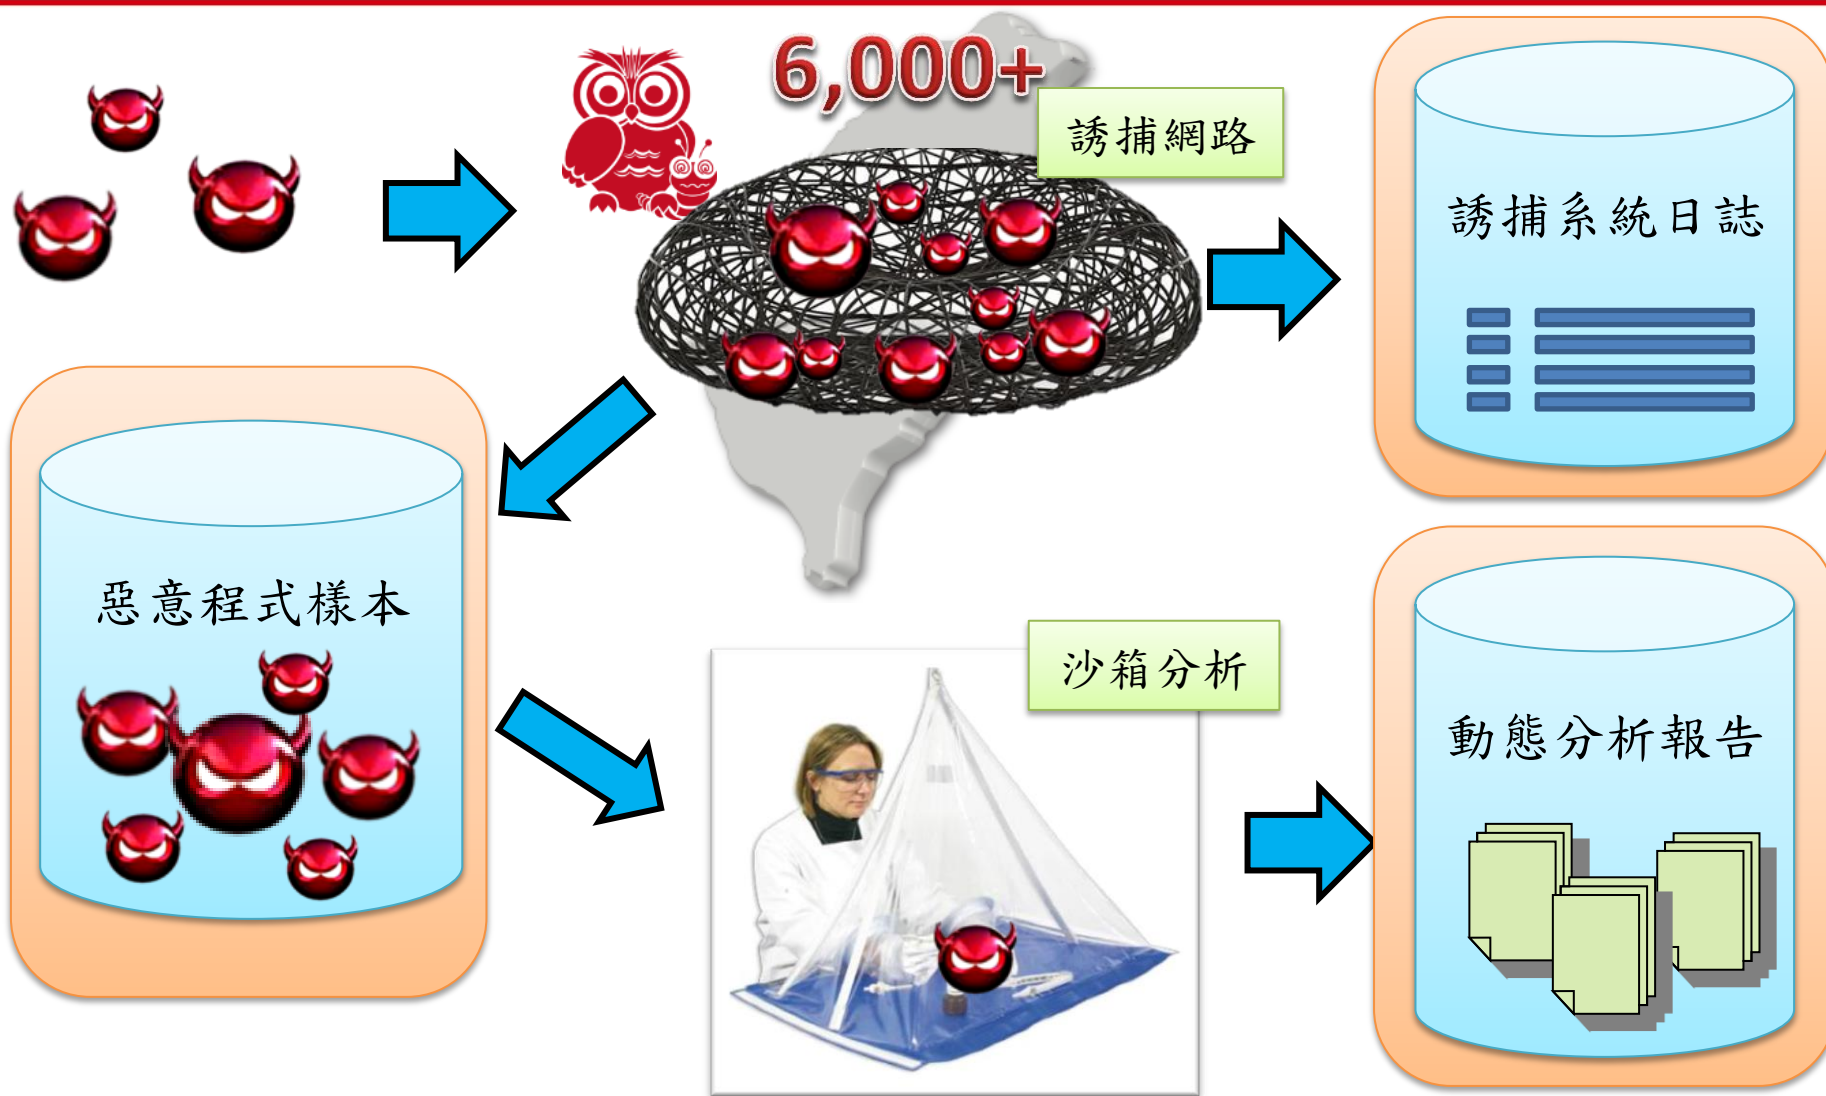 6,000+
誘捕網路
誘捕系統日誌
惡意程式樣本
沙箱分析
動態分析報告